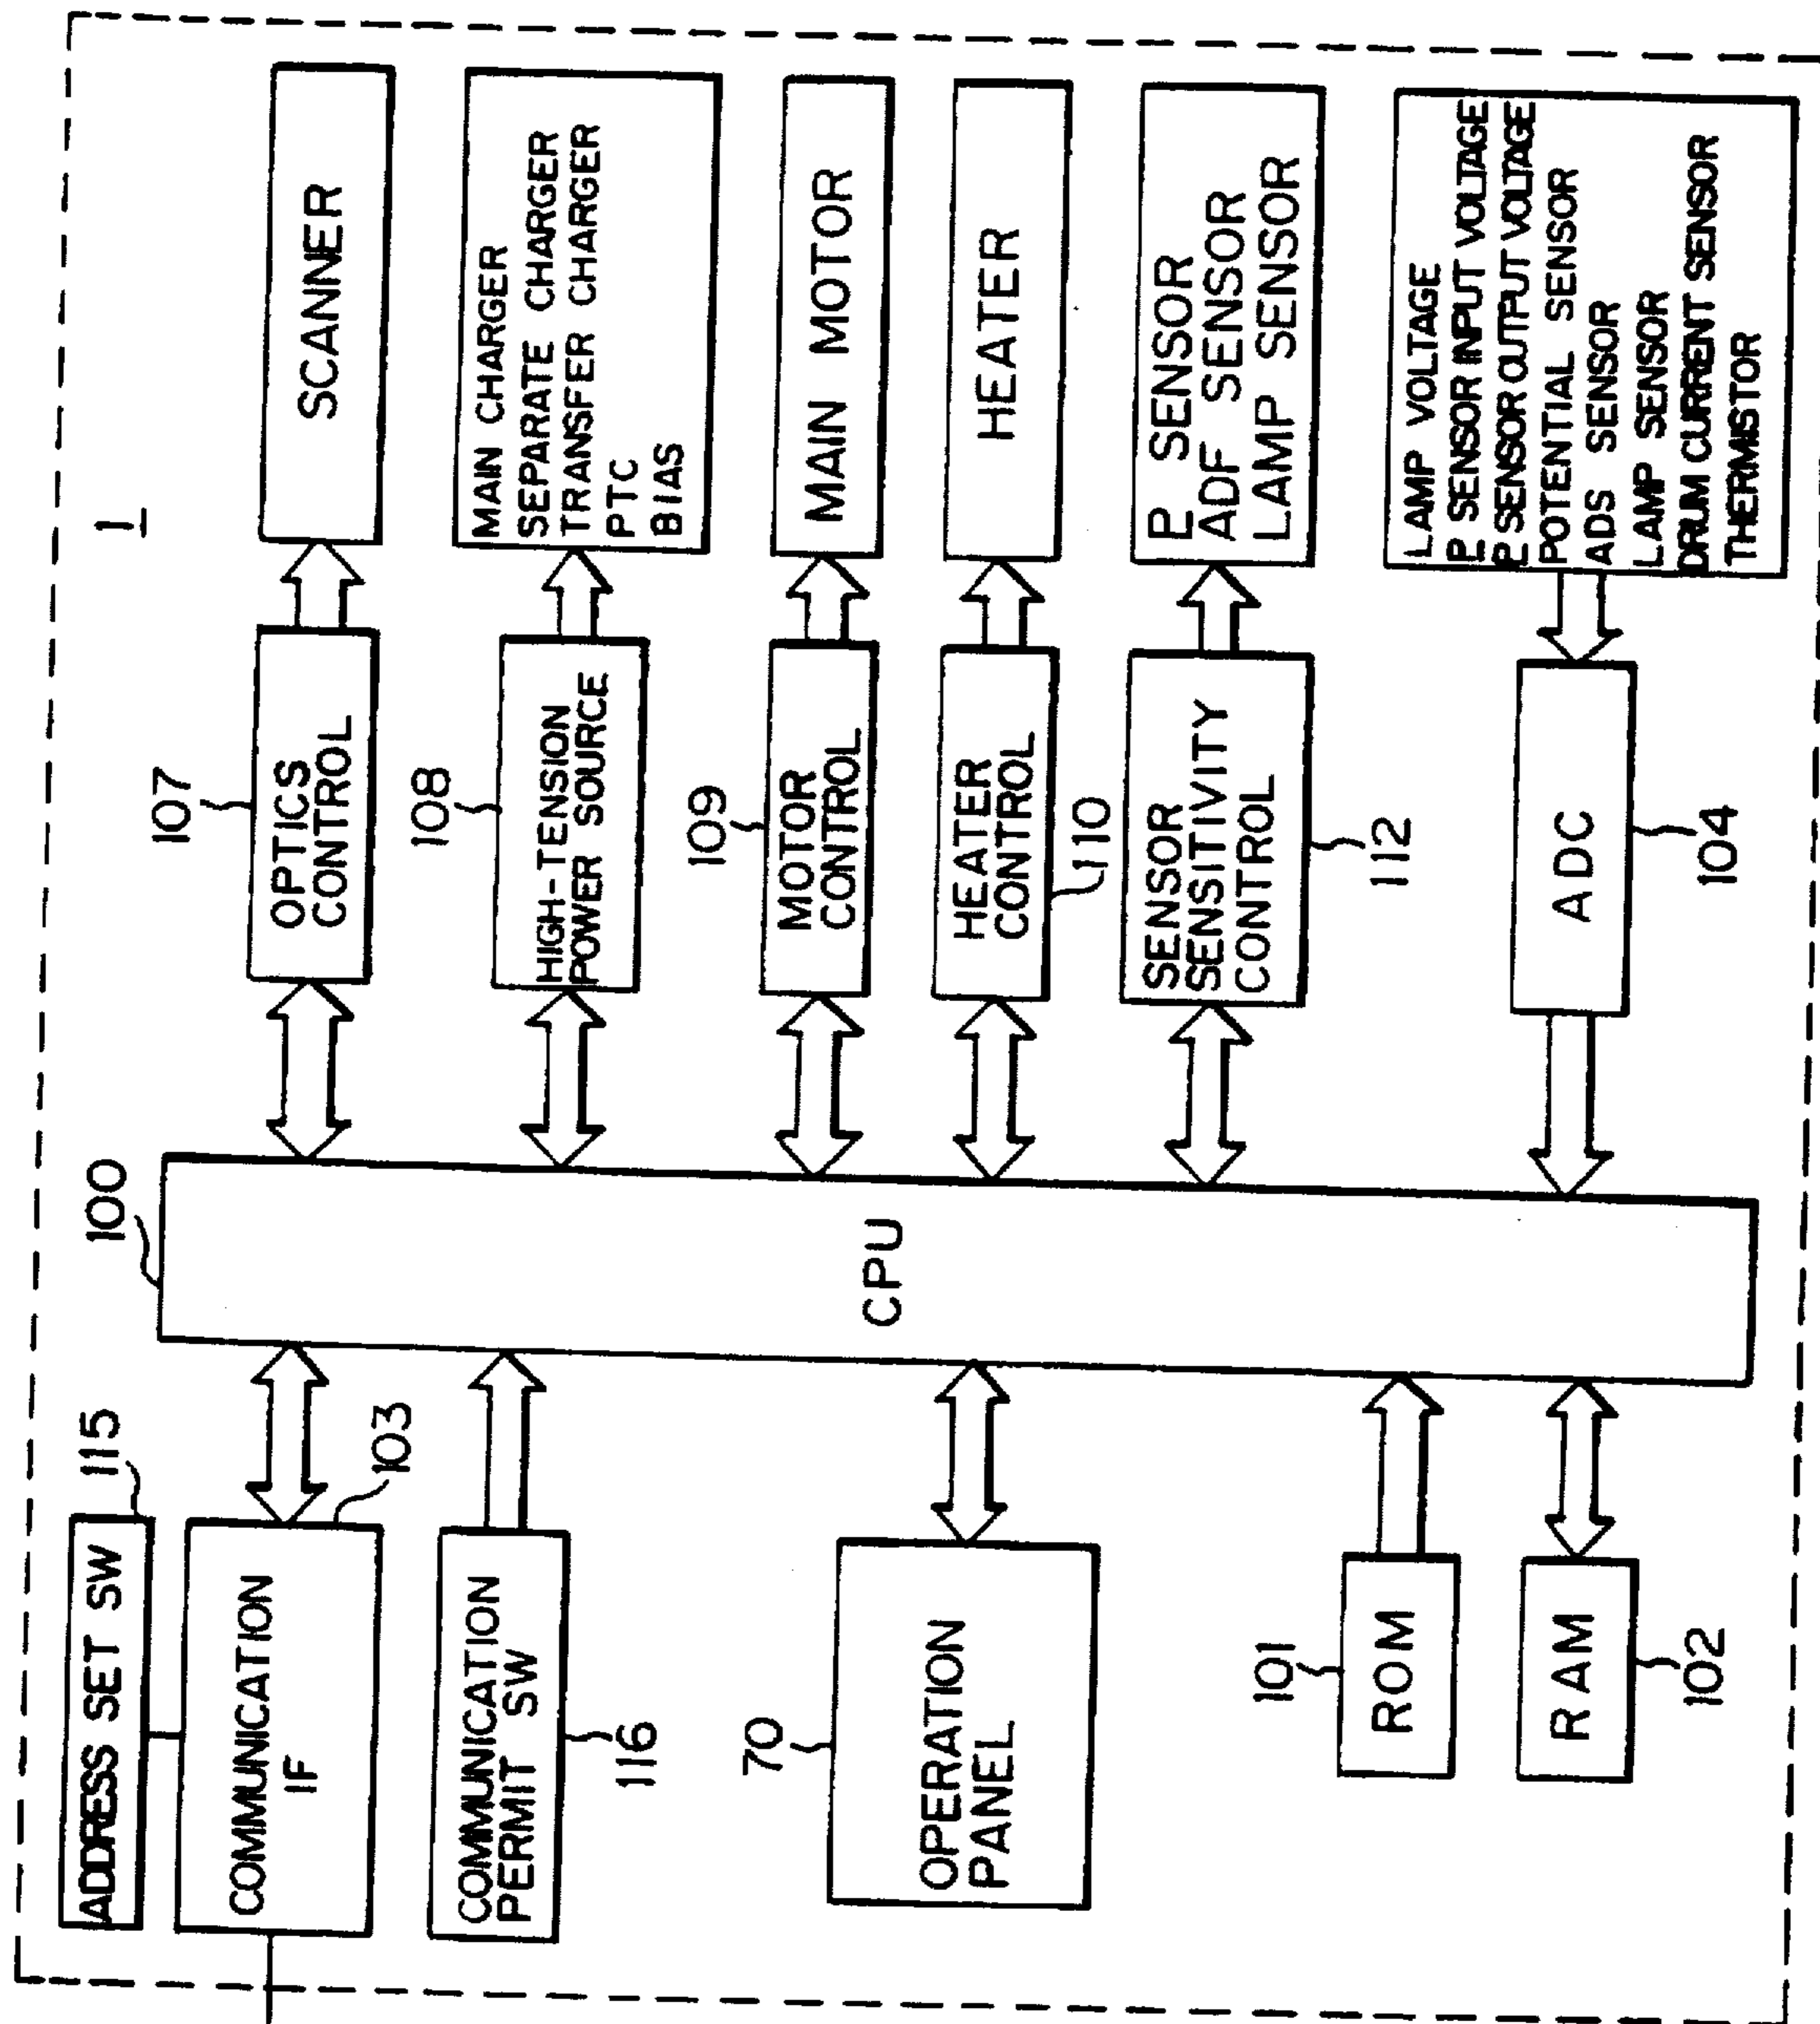 1
ADDRESS SET SW
115
COMMUNICATION
IF
103
COMMUNICATION
PERMIT SW
116
70
OPERATION
PANEL
101
ROM
RAM
102
100
CPU
107
OPTICS
CONTROL
108
HIGH-TENSION
POWER SOURCE
109
MOTOR
CONTROL
HEATER
CONTROL
110
SENSOR
SENSITIVITY
CONTROL
112
ADC
104
SCANNER
MAIN CHARGER
SEPARATE CHARGER
TRANSFER CHARGER
PTC
BIAS
MAIN MOTOR
HEATER
P SENSOR
ADF SENSOR
LAMP SENSOR
LAMP VOLTAGE
P SENSOR INPUT VOLTAGE
P SENSOR OUTPUT VOLTAGE
POTENTIAL SENSOR
ADS SENSOR
LAMP SENSOR
DRUM CURRENT SENSOR
THERMISTOR